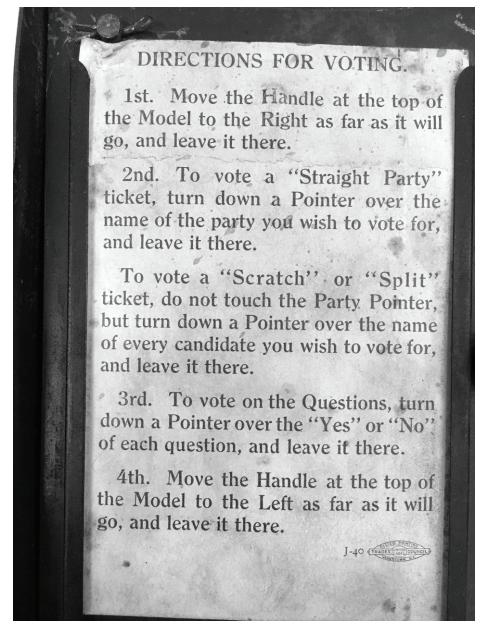 DIRECTIONS FOR VOTING.
1st. Move the Handle at the top of
the Model to the Right as far as it will
go, and leave it there.
2nd. To vote a “Straight Party”
ticket, turn down a Pointer over the
name of the party you wish to vote for,
and leave it there.
To vote a “Scratch” or “Split”
ticket, do not touch the Party Pointer,
but turn down a Pointer over the name
of every candidate you wish to vote for,
and leave it there.
3rd. To vote on the Questions, turn
down a Pointer over the “Yes” or “No”
of each question, and leave it there.
4th. Move the Handle at the top of
the Model to the Left as far as it will
go, and leave it there.
J-40
TRADES COUNCIL